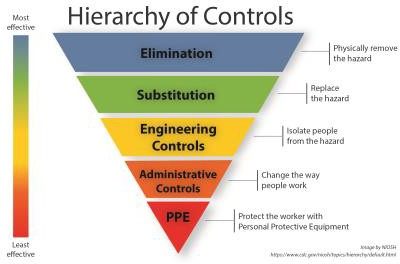 Hierarchy of Controls
Most
effective
Elimination
Physically remove
the hazard
Substitution
Replace
the hazard
Engineering
Controls
Isolate people
from the hazard
Administrative
Controls
Change the way
people work
PPE
Protect the worker with
Personal Protective Equipment
Least
effective
Image by NIOSH
https://www.cdc.gov/niosh/topics/hierarchy/default.html